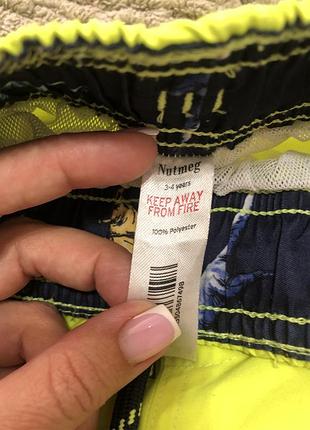 Nutmeg
3-4 years
KEEP AWAY
FROM FIRE
100% Polyester